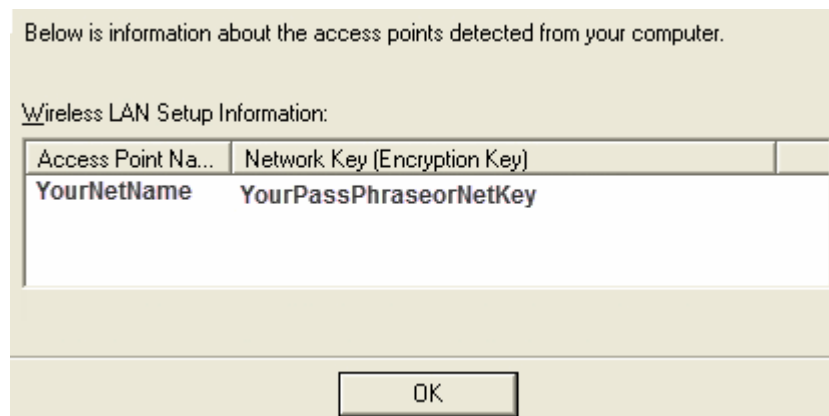 Below is information about the access points detected from your computer.
Wireless LAN Setup Information:
Access Point Na... Network Key (Encryption Key)
YourNetName YourPassPhraseorNetKey
OK